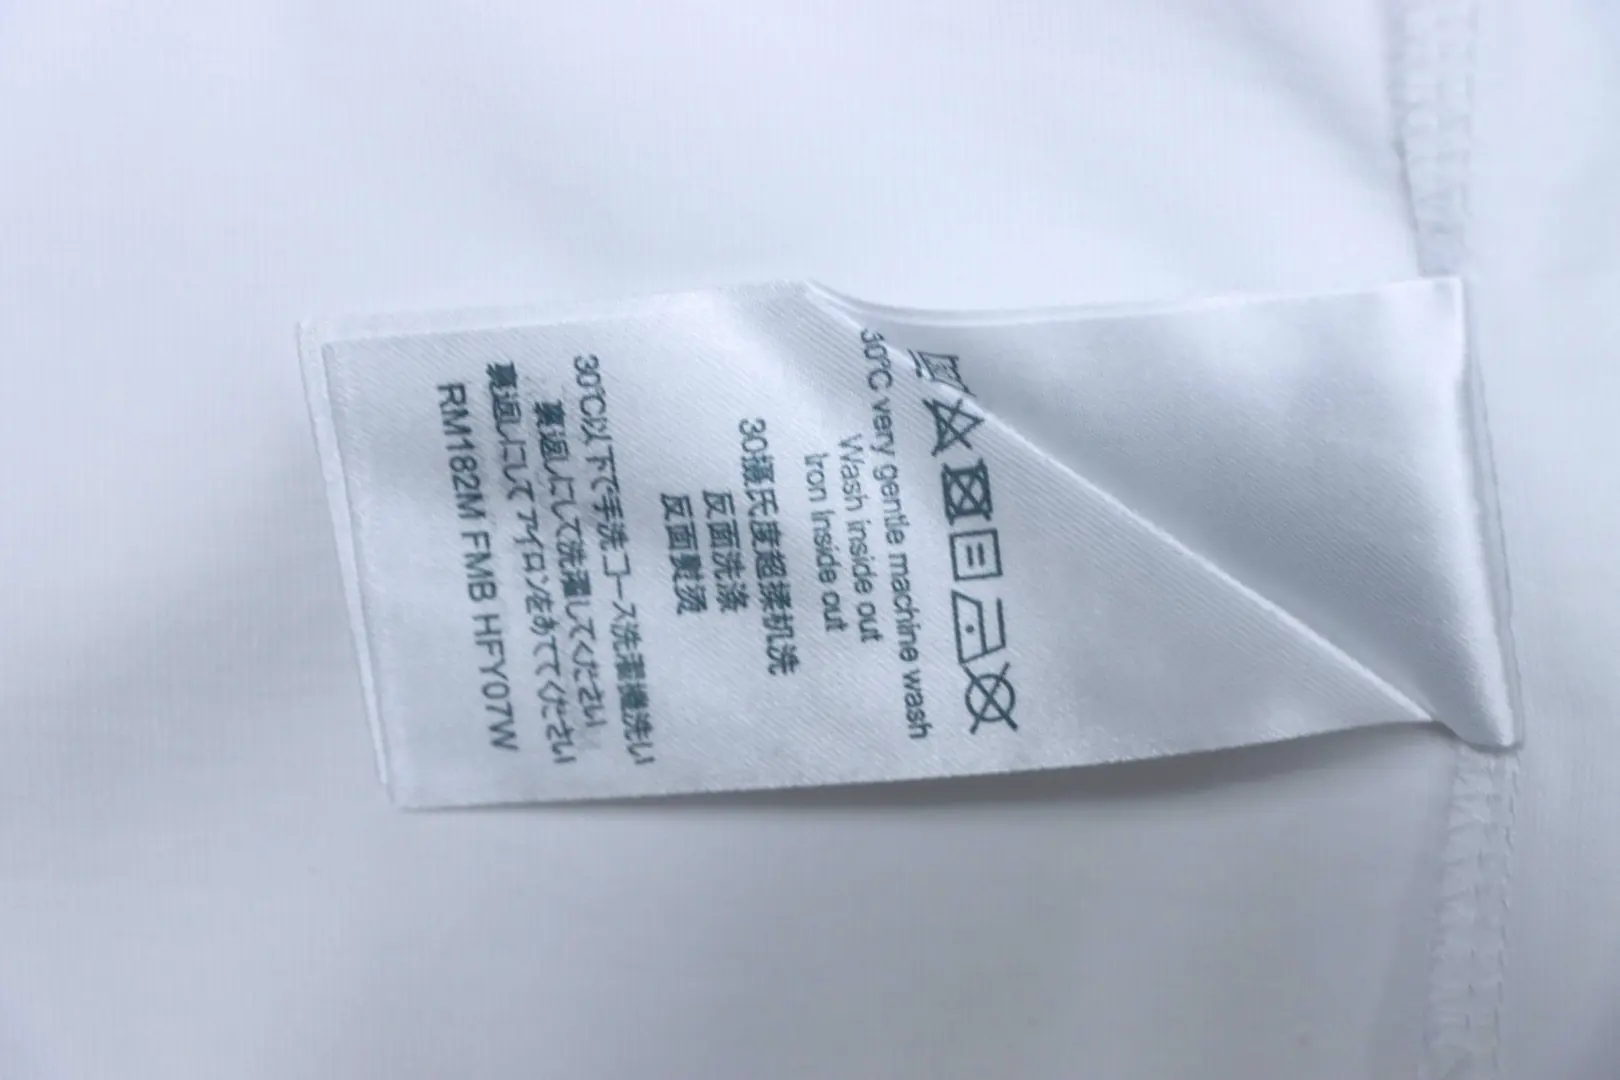 30°C very gentle machine wash
Wash inside out
Iron Inside out
30摄氏度超揉机洗
反面洗涤
反面熨烫
30℃以下で手洗コース洗濯機洗い
裏返しにして洗濯してください
裏返しにしてアイロンをあててください
RM182M FMB HFY07W